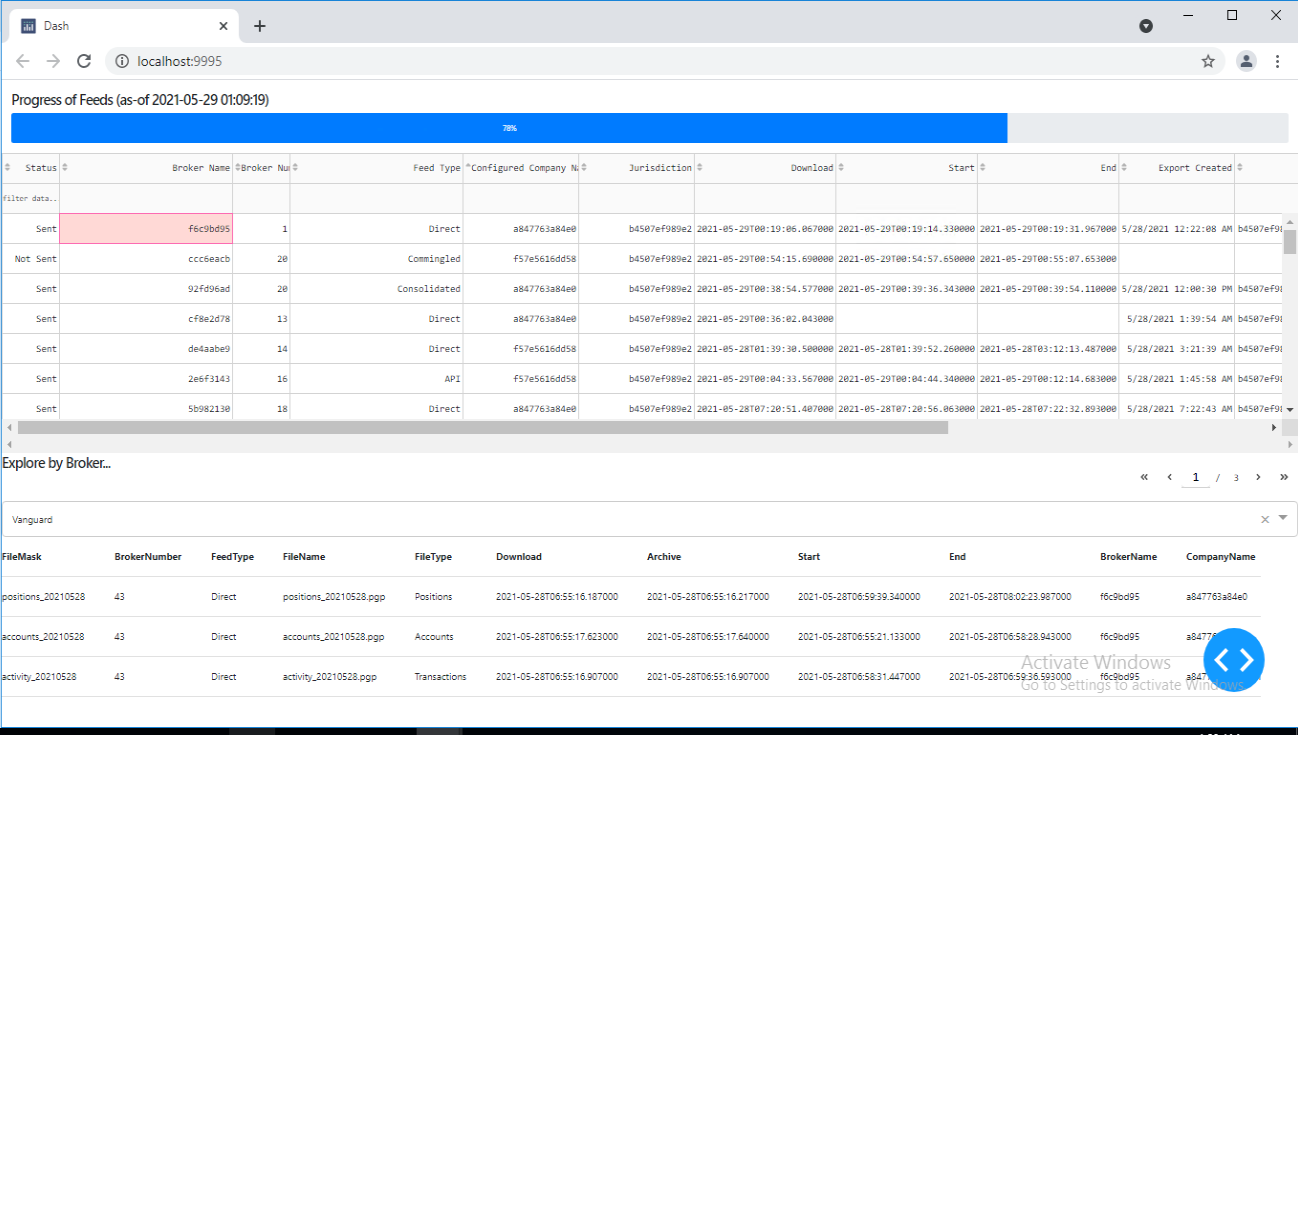 Dash
localhost:9995
Progress of Feeds (as-of 2021-05-29 01:09:19)
78%
Status Broker Name Broker Nu Feed Type Configured Company Na Jurisdiction Download Start End Export Created
filter data...
Sent f6c9bd95 1 Direct a847763a84e0 b4507ef989e2 2021-05-29T00:19:06.067000 2021-05-29T00:19:14.330000 2021-05-29T00:19:31.967000 5/28/2021 12:22:08 AM b4507ef9
Not Sent ccc6eacb 20 Commingled f57e5616dd58 b4507ef989e2 2021-05-29T00:54:15.690000 2021-05-29T00:54:57.650000 2021-05-29T00:55:07.653000
Sent 92fd96ad 20 Consolidated a847763a84e0 b4507ef989e2 2021-05-29T00:38:54.577000 2021-05-29T00:39:36.343000 2021-05-29T00:39:54.110000 5/28/2021 12:00:30 PM b4507ef9
Sent cf8e2d78 13 Direct a847763a84e0 b4507ef989e2 2021-05-29T00:36:02.043000 5/28/2021 1:39:54 AM b4507ef9
Sent de4aabe9 14 Direct f57e5616dd58 b4507ef989e2 2021-05-28T01:39:30.500000 2021-05-28T01:39:52.260000 2021-05-28T03:12:13.487000 5/28/2021 3:21:39 AM b4507ef9
Sent 2e6f3143 16 API f57e5616dd58 b4507ef989e2 2021-05-29T00:04:33.567000 2021-05-29T00:04:44.340000 2021-05-29T00:12:14.683000 5/28/2021 1:45:58 AM b4507ef9
Sent 5b982130 18 Direct a847763a84e0 b4507ef989e2 2021-05-28T07:20:51.407000 2021-05-28T07:20:56.063000 2021-05-28T07:22:32.893000 5/28/2021 7:22:43 AM b4507ef9
Explore by Broker...
« ‹ 1 / 3 › »
Vanguard
FileMask BrokerNumber FeedType FileName FileType Download Archive Start End BrokerName CompanyName
positions_20210528 43 Direct positions_20210528.pgp Positions 2021-05-28T06:55:16.187000 2021-05-28T06:55:16.217000 2021-05-28T06:59:39.340000 2021-05-28T08:02:23.987000 f6c9bd95 a847763a84e0
accounts_20210528 43 Direct accounts_20210528.pgp Accounts 2021-05-28T06:55:17.623000 2021-05-28T06:55:17.640000 2021-05-28T06:55:21.133000 2021-05-28T06:58:28.943000 f6c9bd95 a8477
activity_20210528 43 Direct activity_20210528.pgp Transactions 2021-05-28T06:55:16.907000 2021-05-28T06:55:16.907000 2021-05-28T06:58:31.447000 2021-05-28T06:59:36.593000 f6c9bd95 a847
Activate Windows
Go to Settings to activate Windows.